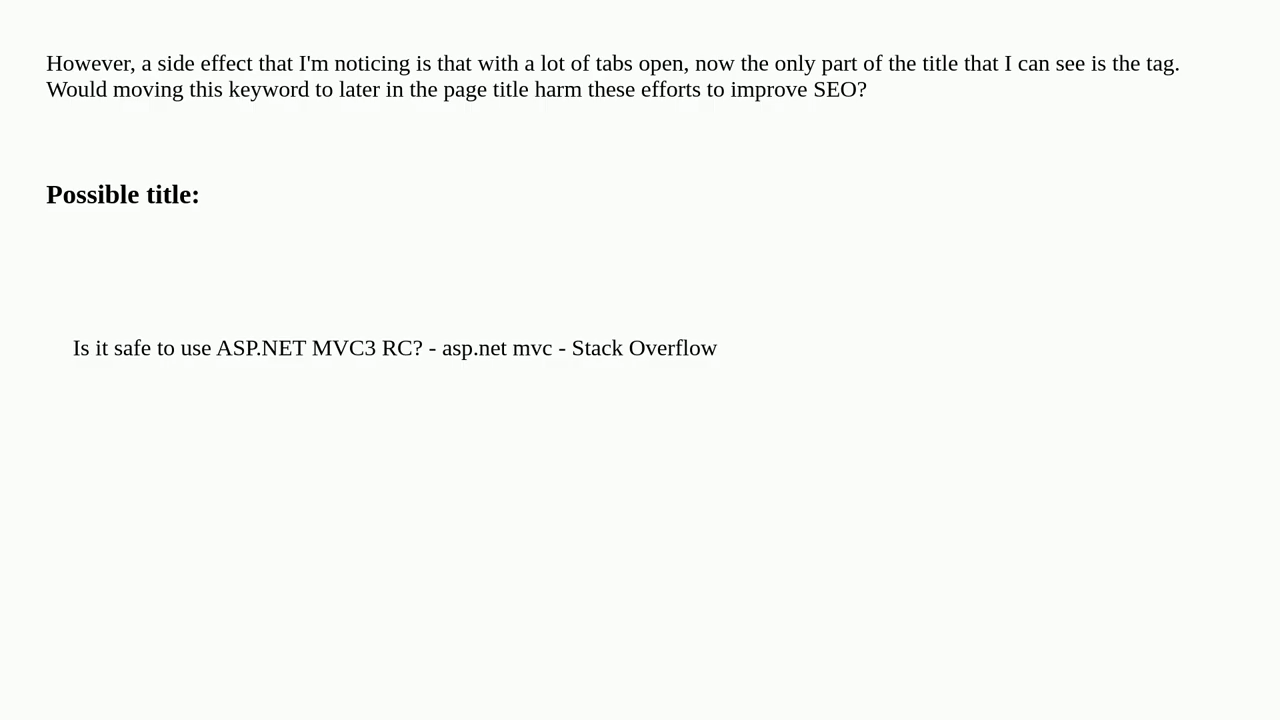 However, a side effect that I'm noticing is that with a lot of tabs open, now the only part of the title that I can see is the tag.
Would moving this keyword to later in the page title harm these efforts to improve SEO?
Possible title:
Is it safe to use ASP.NET MVC3 RC? - asp.net mvc - Stack Overflow